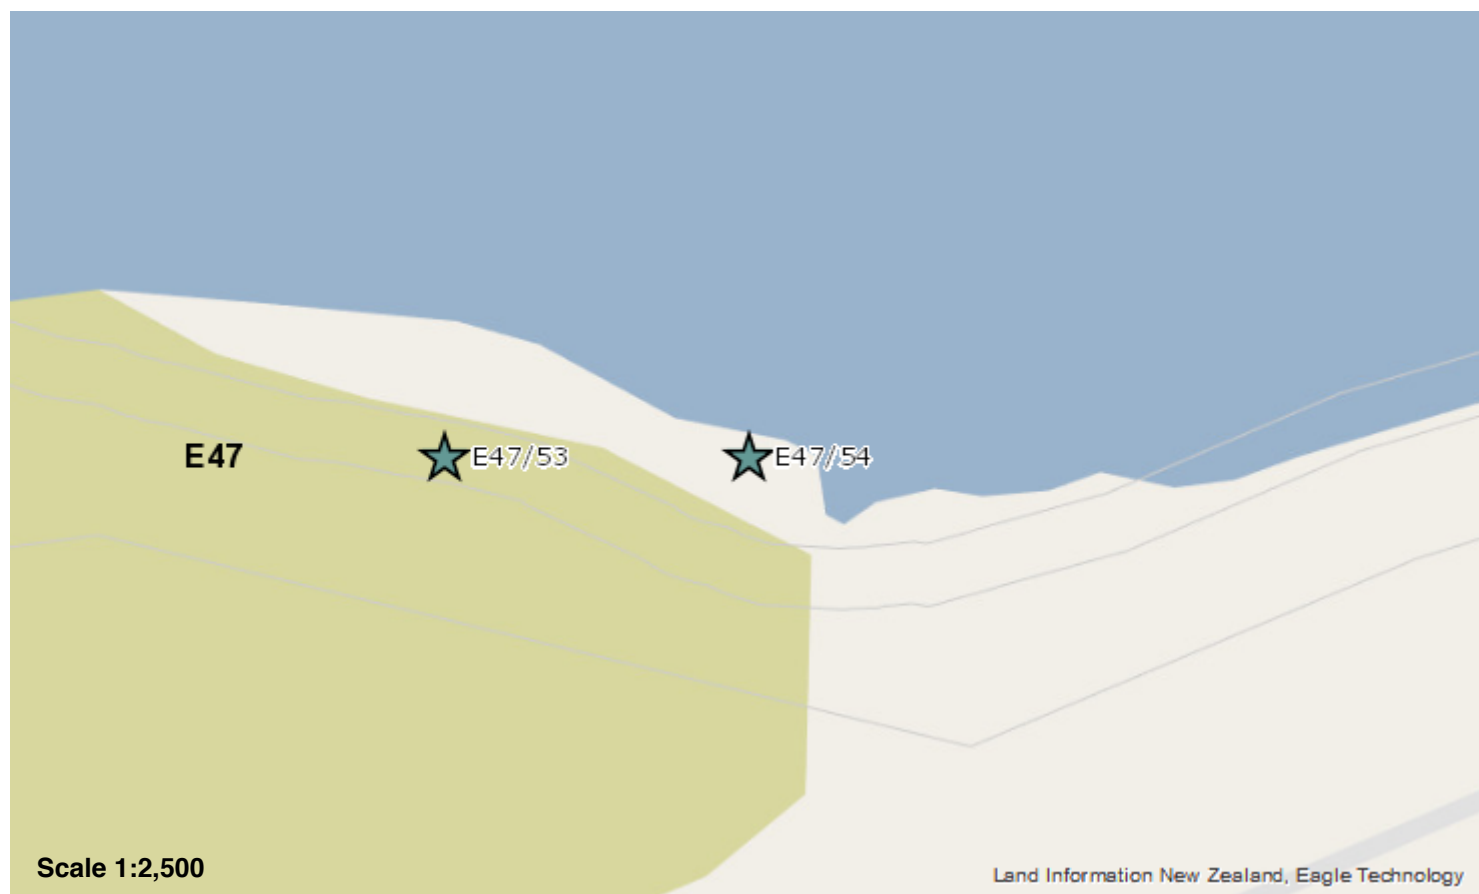 E47
E47/53
E47/54
Scale 1:2,500
Land Information New Zealand, Eagle Technology